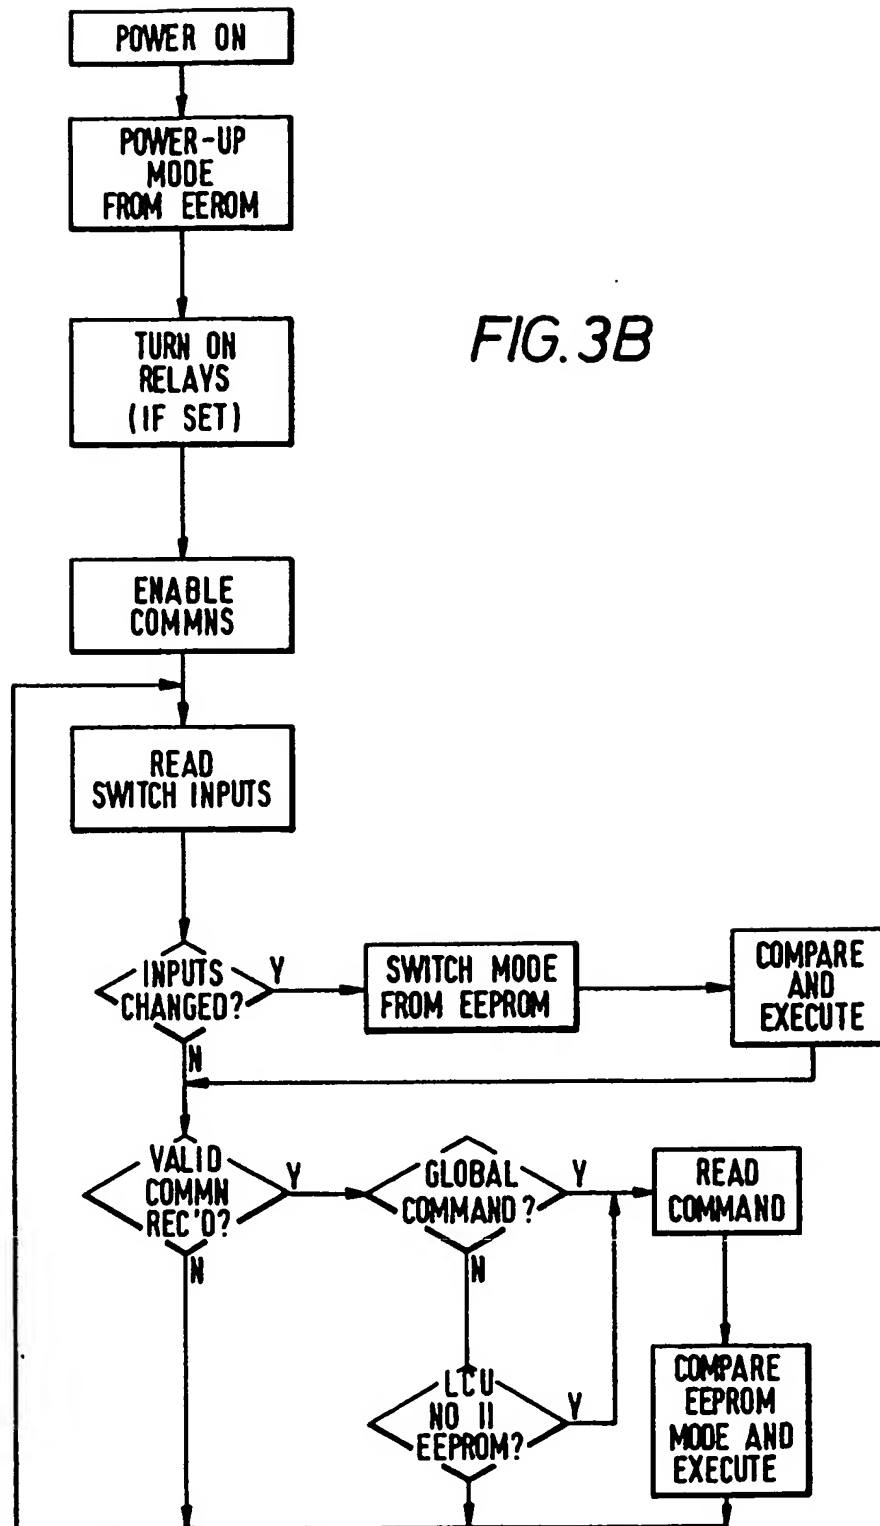 POWER ON
POWER-UP
MODE
FROM EEROM
FIG. 3B
TURN ON
RELAYS
(IF SET)
ENABLE
COMMNS
READ
SWITCH INPUTS
INPUTS
CHANGED?
Y
N
SWITCH MODE
FROM EEPROM
COMPARE
AND
EXECUTE
VALID
COMMN
REC'D?
Y
N
GLOBAL
COMMAND?
Y
N
READ
COMMAND
LCU
NO II
EEPROM?
Y
COMPARE
EEPROM
MODE AND
EXECUTE